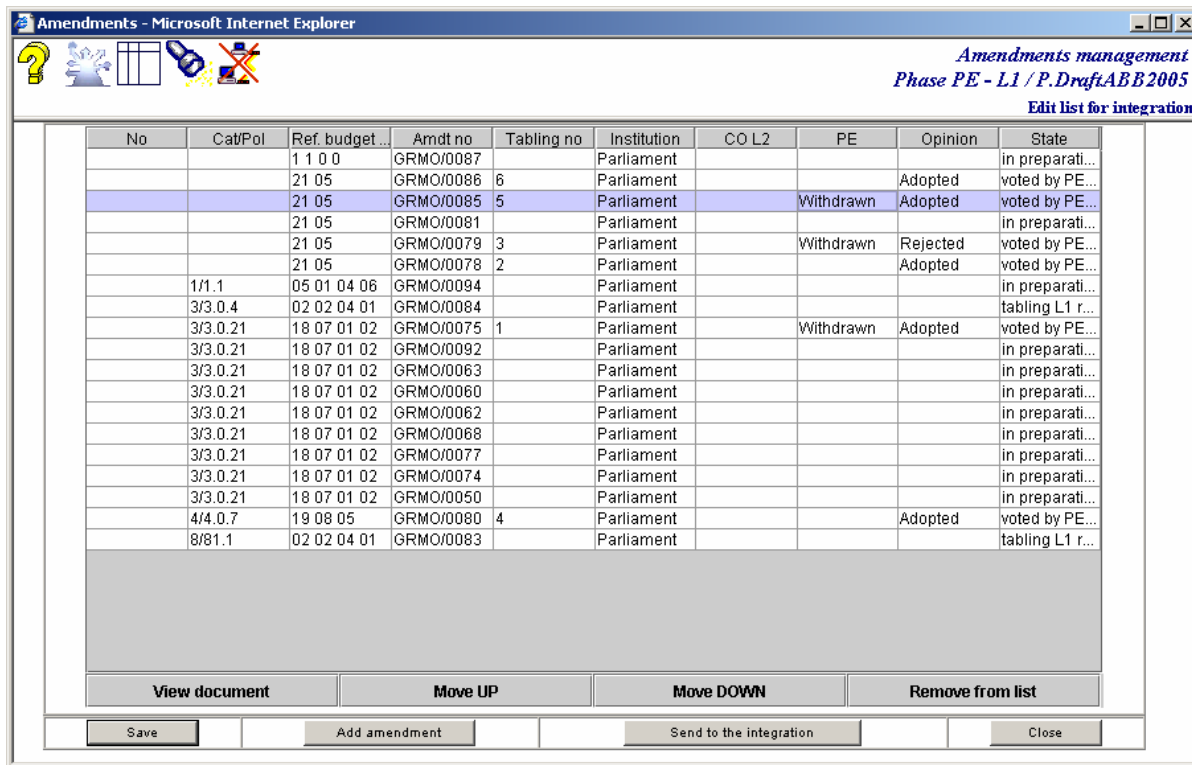 Amendments - Microsoft Internet Explorer
Amendments management
Phase PE - L1 / P.DraftABB2005
Edit list for integration
No Cat/Pol Ref. budget ... Amdt no Tabling no Institution CO L2 PE Opinion State
1 1 0 0 GRMO/0087 Parliament in preparati...
21 05 GRMO/0086 6 Parliament Adopted voted by PE...
21 05 GRMO/0085 5 Parliament Withdrawn Adopted voted by PE...
21 05 GRMO/0081 Parliament in preparati...
21 05 GRMO/0079 3 Parliament Withdrawn Rejected voted by PE...
21 05 GRMO/0078 2 Parliament Adopted voted by PE...
1/1.1 05 01 04 06 GRMO/0094 Parliament in preparati...
3/3.0.4 02 02 04 01 GRMO/0084 Parliament tabling L1 r...
3/3.0.21 18 07 01 02 GRMO/0075 1 Parliament Withdrawn Adopted voted by PE...
3/3.0.21 18 07 01 02 GRMO/0092 Parliament in preparati...
3/3.0.21 18 07 01 02 GRMO/0063 Parliament in preparati...
3/3.0.21 18 07 01 02 GRMO/0060 Parliament in preparati...
3/3.0.21 18 07 01 02 GRMO/0062 Parliament in preparati...
3/3.0.21 18 07 01 02 GRMO/0068 Parliament in preparati...
3/3.0.21 18 07 01 02 GRMO/0077 Parliament in preparati...
3/3.0.21 18 07 01 02 GRMO/0074 Parliament in preparati...
3/3.0.21 18 07 01 02 GRMO/0050 Parliament in preparati...
4/4.0.7 19 08 05 GRMO/0080 4 Parliament Adopted voted by PE...
8/81.1 02 02 04 01 GRMO/0083 Parliament tabling L1 r...
View document Move UP Move DOWN Remove from list
Save Add amendment Send to the integration Close